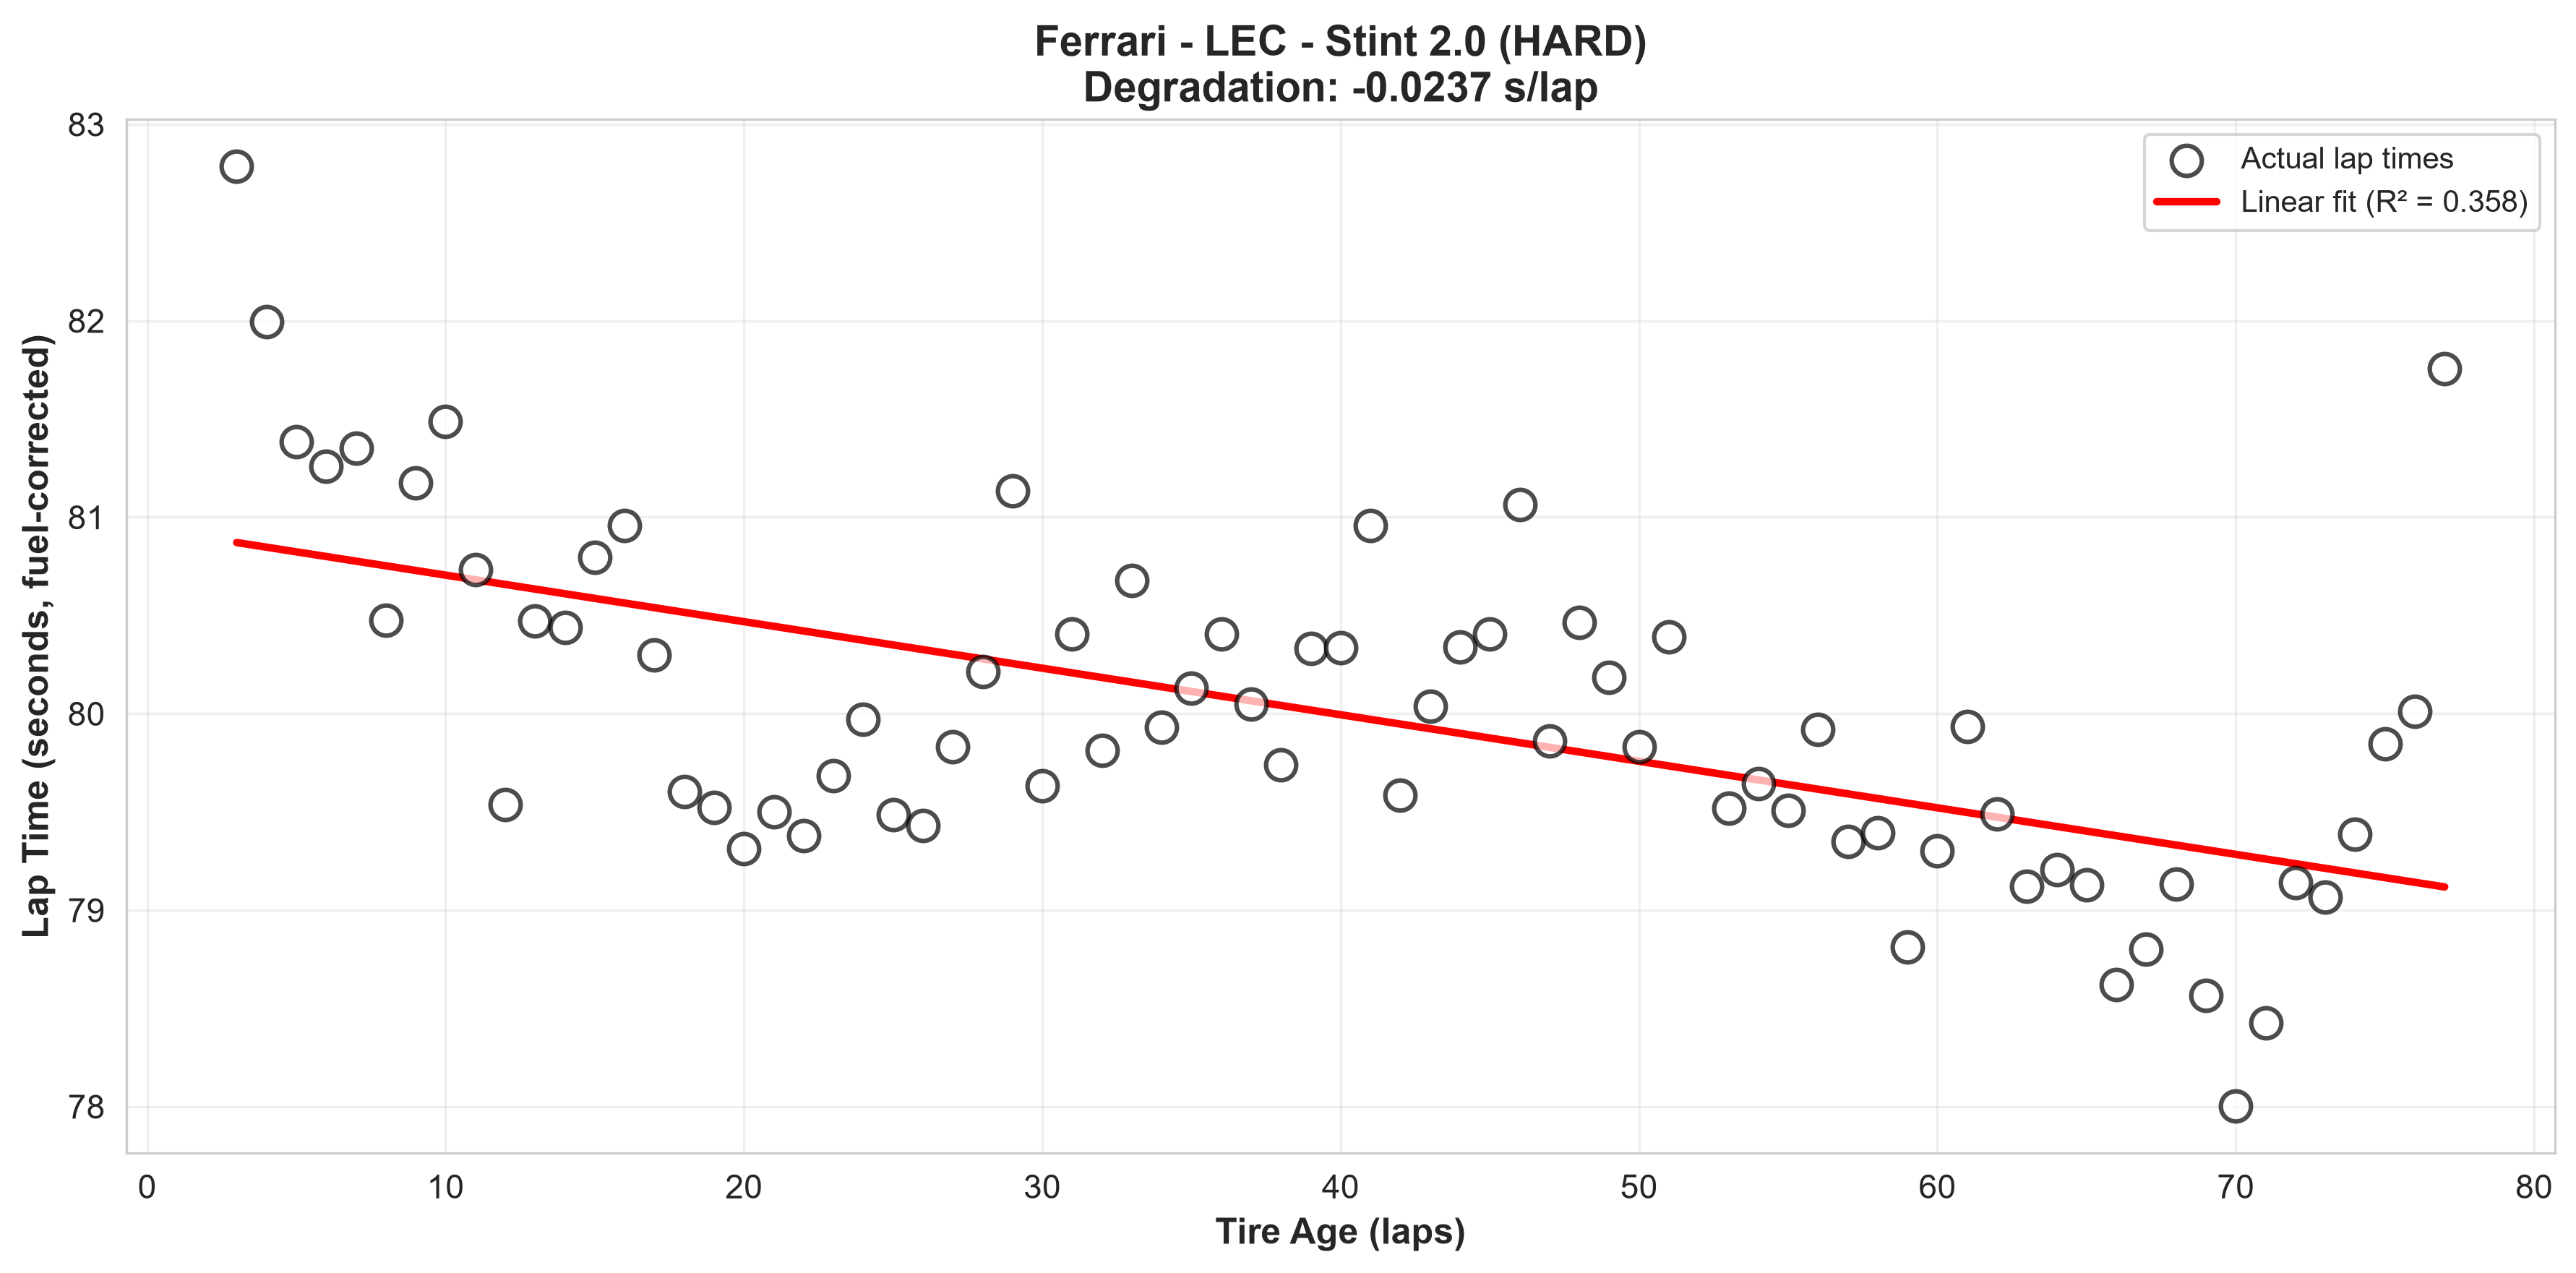 Ferrari - LEC - Stint 2.0 (HARD)
Degradation: -0.0237 s/lap
Actual lap times
Linear fit (R² = 0.358)
Lap Time (seconds, fuel-corrected)
83
82
81
80
79
78
0 10 20 30 40 50 60 70 80
Tire Age (laps)